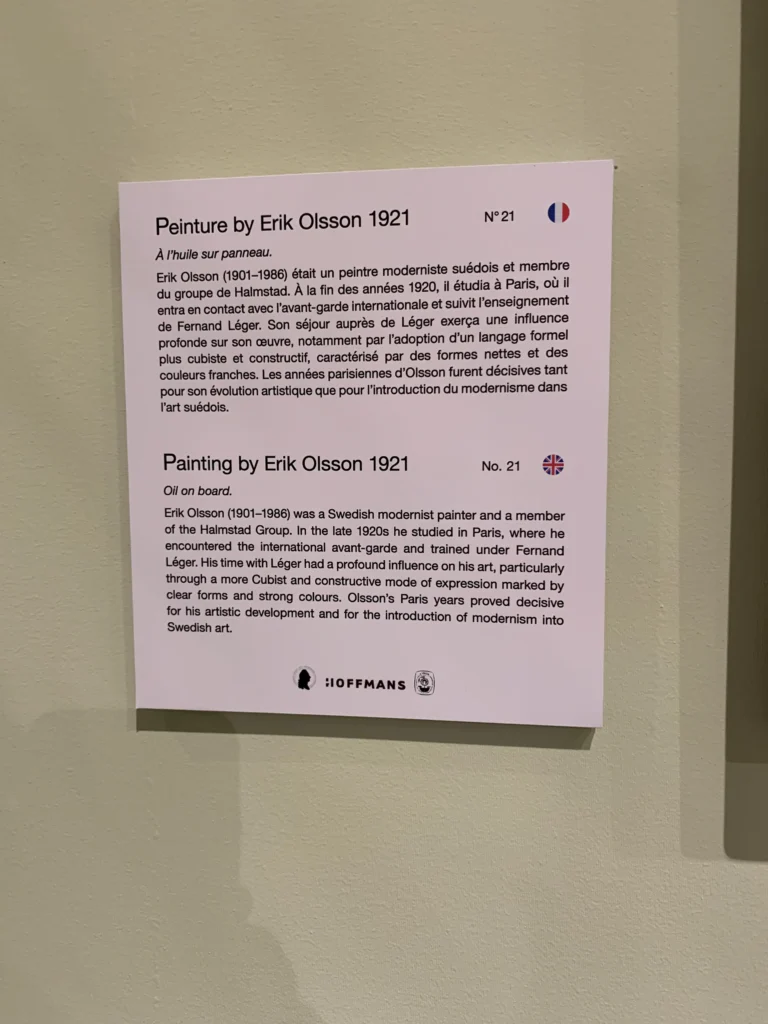 Peinture by Erik Olsson 1921 N° 21
À l'huile sur panneau.
Erik Olsson (1901–1986) était un peintre moderniste suédois et membre
du groupe de Halmstad. À la fin des années 1920, il étudia à Paris, où il
entra en contact avec l'avant-garde internationale et suivit l'enseignement
de Fernand Léger. Son séjour auprès de Léger exerça une influence
profonde sur son œuvre, notamment par l'adoption d'un langage formel
plus cubiste et constructif, caractérisé par des formes nettes et des
couleurs franches. Les années parisiennes d'Olsson furent décisives tant
pour son évolution artistique que pour l'introduction du modernisme dans
l'art suédois.
Painting by Erik Olsson 1921 No. 21
Oil on board.
Erik Olsson (1901–1986) was a Swedish modernist painter and a member
of the Halmstad Group. In the late 1920s he studied in Paris, where he
encountered the international avant-garde and trained under Fernand
Léger. His time with Léger had a profound influence on his art, particularly
through a more Cubist and constructive mode of expression marked by
clear forms and strong colours. Olsson's Paris years proved decisive
for his artistic development and for the introduction of modernism into
Swedish art.
HOFFMANS